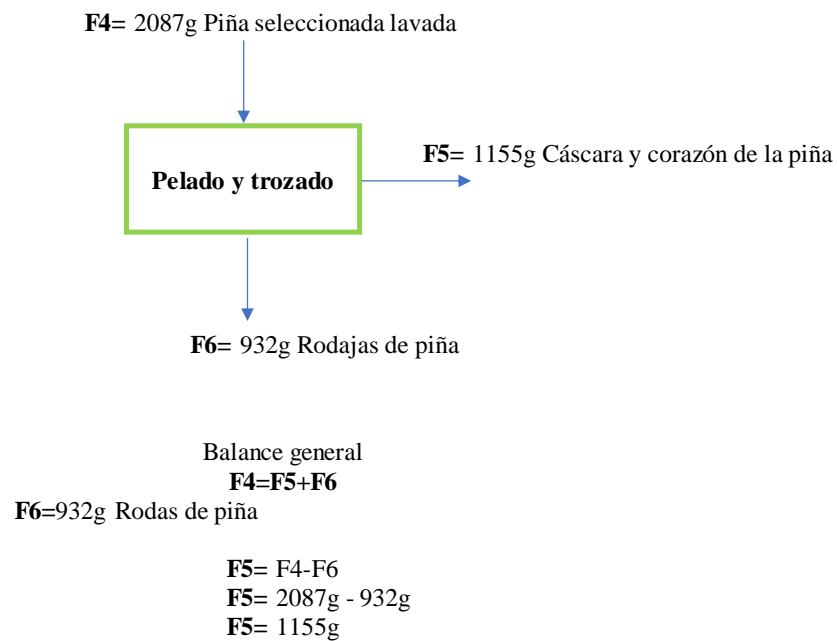 F4= 2087g Piña seleccionada lavada
F5= 1155g Cáscara y corazón de la piña
Pelado y trozado
F6= 932g Rodajas de piña
Balance general
F4=F5+F6
F6=932g Rodas de piña
F5= F4-F6
F5= 2087g - 932g
F5= 1155g